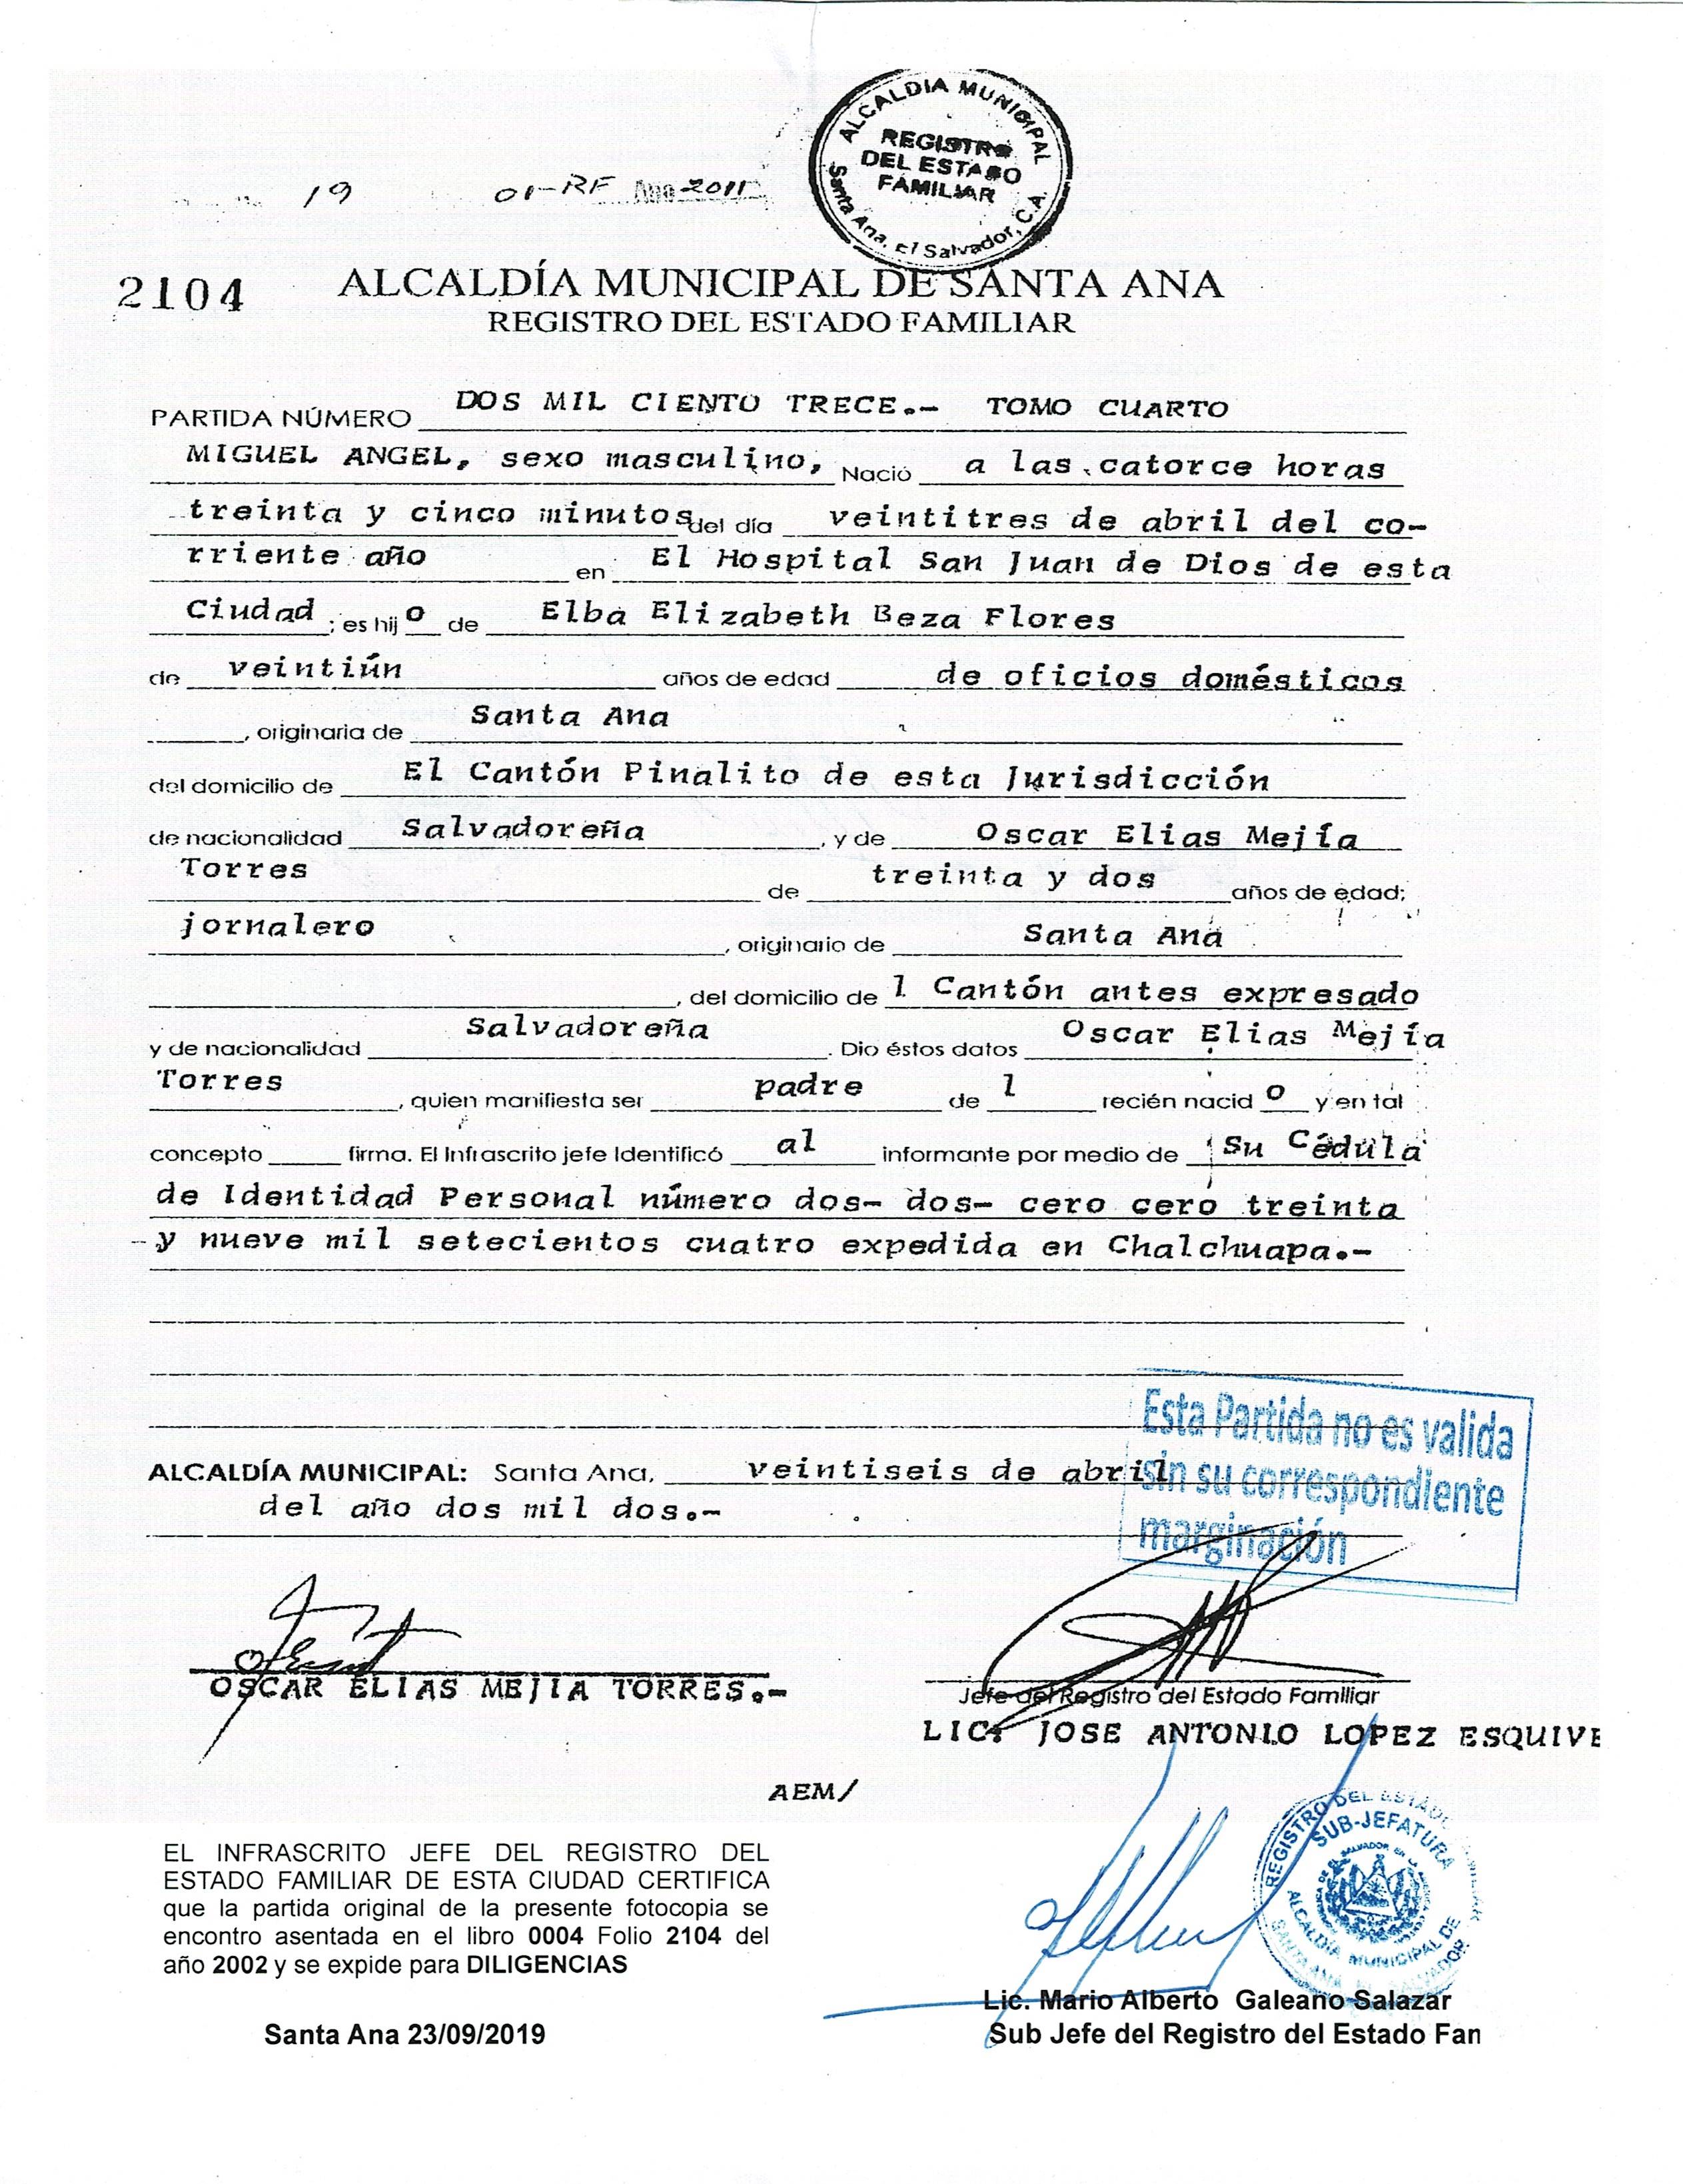 ALCALDIA MUNICIPAL
REGISTRO
DEL ESTADO
FAMILIAR
Santa Ana, El Salvador, C.A.
19 01-RF 2011
2104 ALCALDÍA MUNICIPAL DE SANTA ANA
REGISTRO DEL ESTADO FAMILIAR
PARTIDA NÚMERO DOS MIL CIENTO TRECE.- TOMO CUARTO
MIGUEL ANGEL, sexo masculino, Nació a las catorce horas
treinta y cinco minutos del día veintitres de abril del co-
rriente año en El Hospital San Juan de Dios de esta
Ciudad ; es hij o de Elba Elizabeth Beza Flores
de veintiún años de edad de oficios domésticos
, originaria de Santa Ana
del domicilio de El Cantón Pinalito de esta Jurisdicción
de nacionalidad Salvadoreña , y de Oscar Elias Mejía
Torres de treinta y dos años de edad;
jornalero , originario de Santa Ana
, del domicilio de l Cantón antes expresado
y de nacionalidad Salvadoreña . Dio éstos datos Oscar Elias Mejía
Torres , quien manifiesta ser padre de l recién nacid o y en tal
concepto firma. El Infrascrito jefe Identificó al informante por medio de Su Cédula
de Identidad Personal número dos- dos- cero cero treinta
y nueve mil setecientos cuatro expedida en Chalchuapa.-
Esta Partida no es valida
sin su correspondiente
marginación
ALCALDÍA MUNICIPAL: Santa Ana, veintiseis de abril
del año dos mil dos.-
OSCAR ELIAS MEJIA TORRES.-
Jefe del Registro del Estado Familiar
LIC. JOSE ANTONIO LOPEZ ESQUIVE
AEM/
EL INFRASCRITO JEFE DEL REGISTRO DEL
ESTADO FAMILIAR DE ESTA CIUDAD CERTIFICA
que la partida original de la presente fotocopia se
encontro asentada en el libro 0004 Folio 2104 del
año 2002 y se expide para DILIGENCIAS
Santa Ana 23/09/2019
REGISTRO DEL ESTADO
SUB-JEFATURA
ALCALDÍA MUNICIPAL DE
SANTA ANA EL SALVADOR
Lic. Mario Alberto Galeano Salazar
Sub Jefe del Registro del Estado Fan